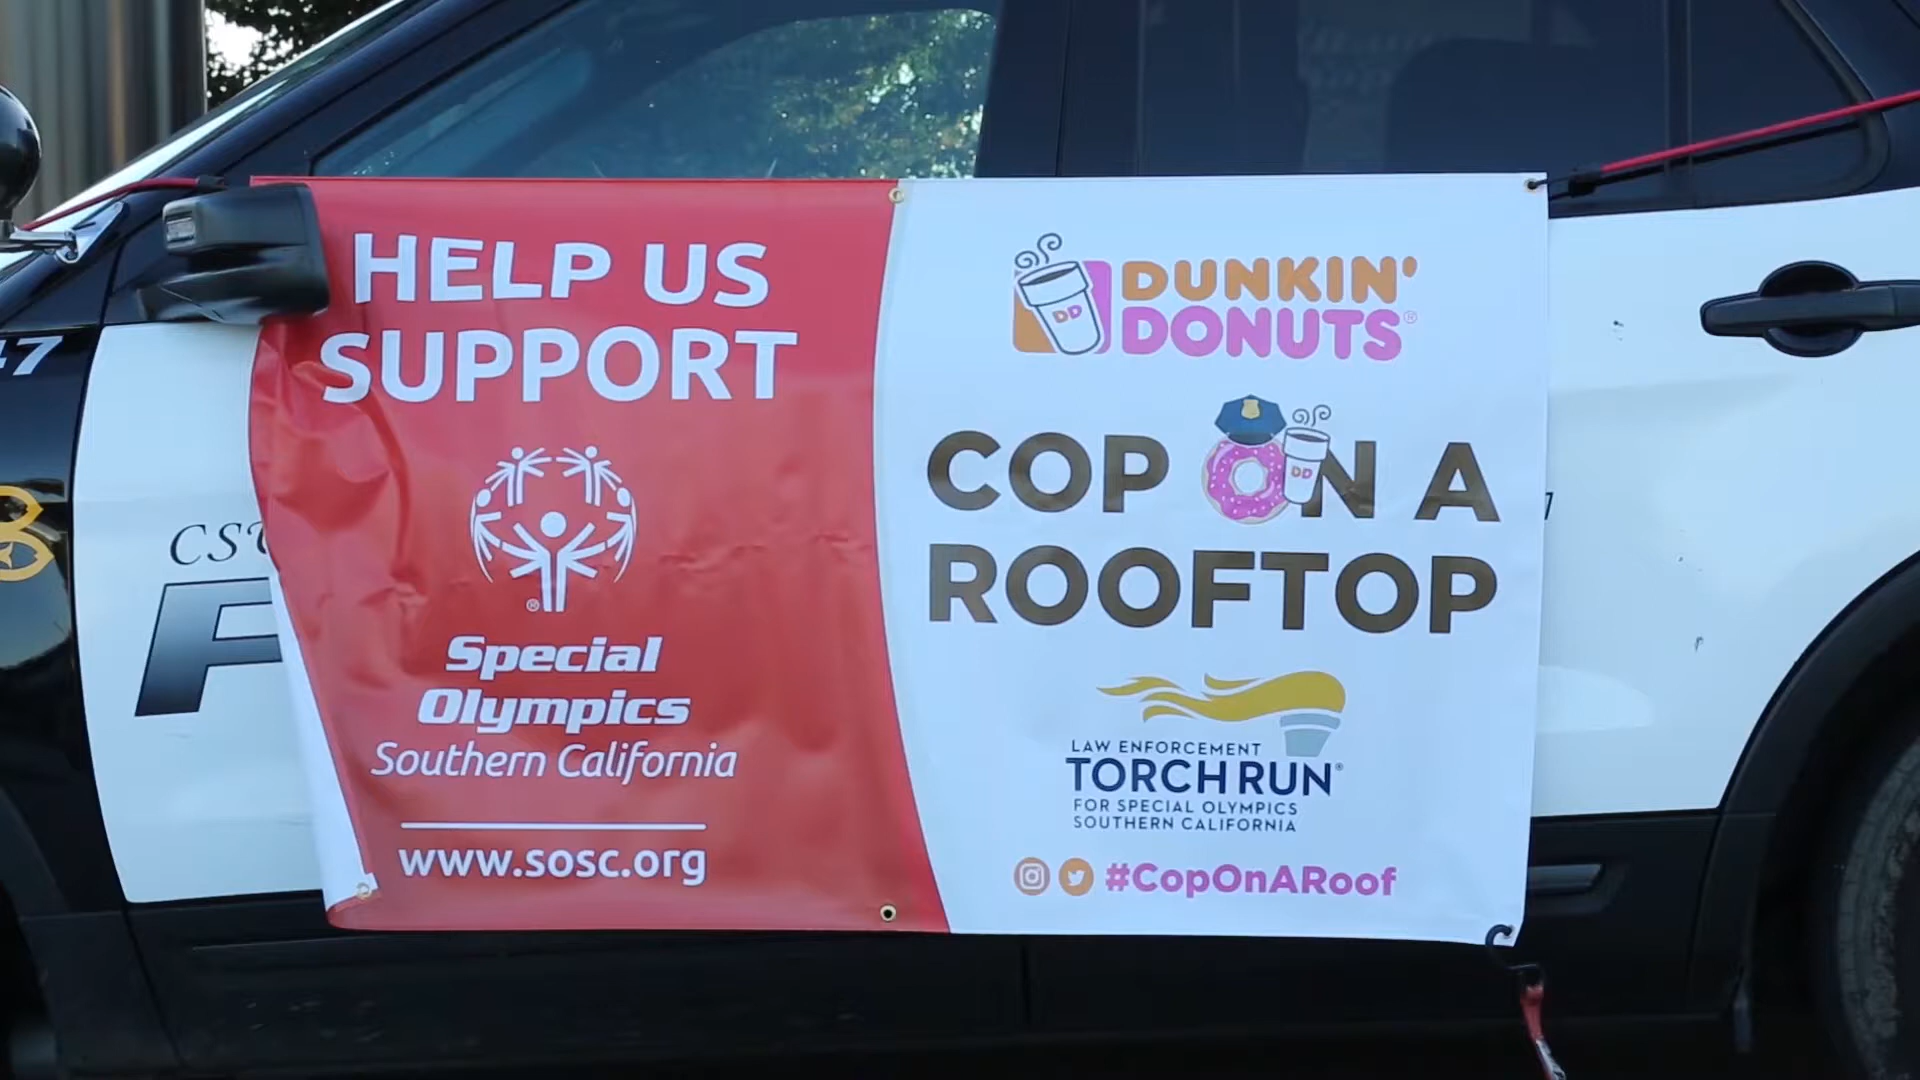 HELP US
SUPPORT
Special
Olympics
Southern California
www.sosc.org
DUNKIN'
DONUTS®
DD
COP ON A
DD
ROOFTOP
LAW ENFORCEMENT
TORCH RUN®
FOR SPECIAL OLYMPICS
SOUTHERN CALIFORNIA
#CopOnARoof